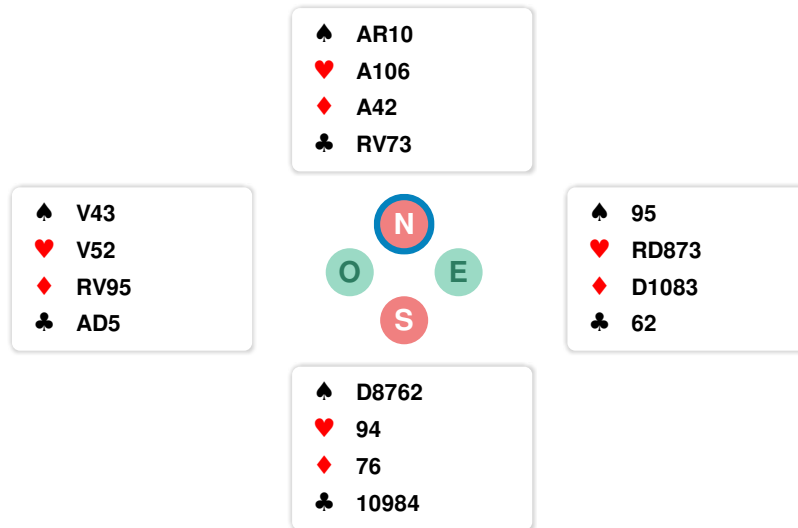 ♠ AR10
♥ A106
♦ A42
♣ RV73
♠ V43
♥ V52
♦ RV95
♣ AD5
N
O E
S
♠ 95
♥ RD873
♦ D1083
♣ 62
♠ D8762
♥ 94
♦ 76
♣ 10984